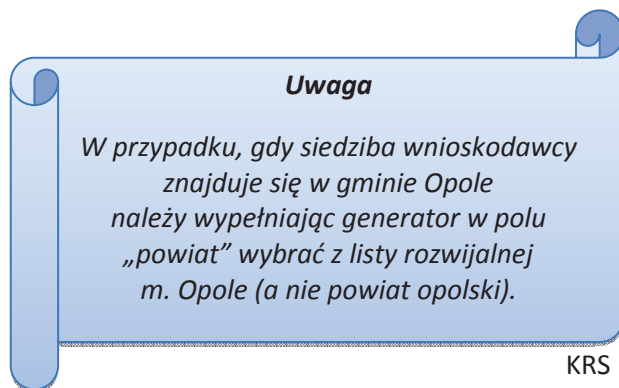 Uwaga
W przypadku, gdy siedziba wnioskodawcy
znajduje się w gminie Opole
należy wypełniając generator w polu
„powiat” wybrać z listy rozwijalnej
m. Opole (a nie powiat opolski).
KRS